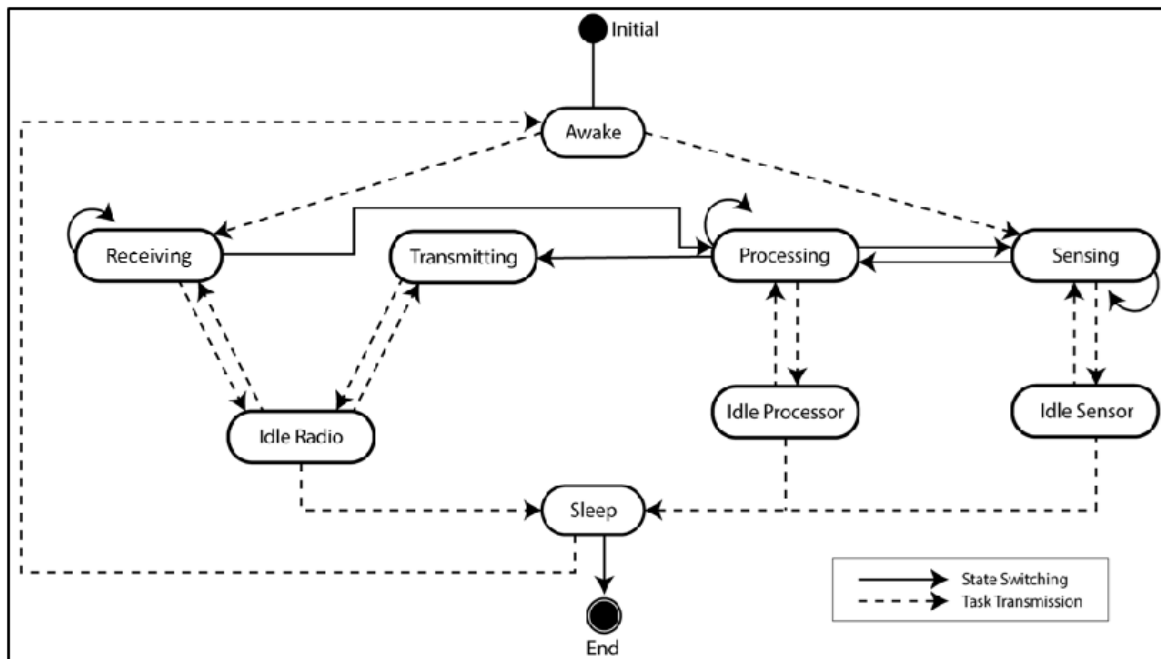 Initial
Awake
Receiving
Transmitting
Processing
Sensing
Idle Radio
Idle Processor
Idle Sensor
Sleep
State Switching
Task Transmission
End